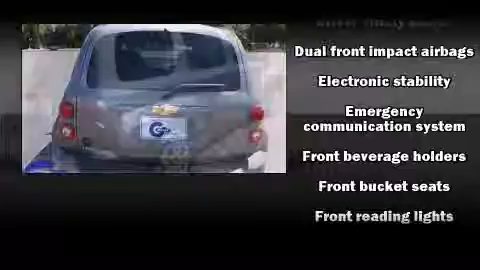 Dual front impact airbags
Electronic stability
Emergency
communication system
Front beverage holders
Front bucket seats
Front reading lights